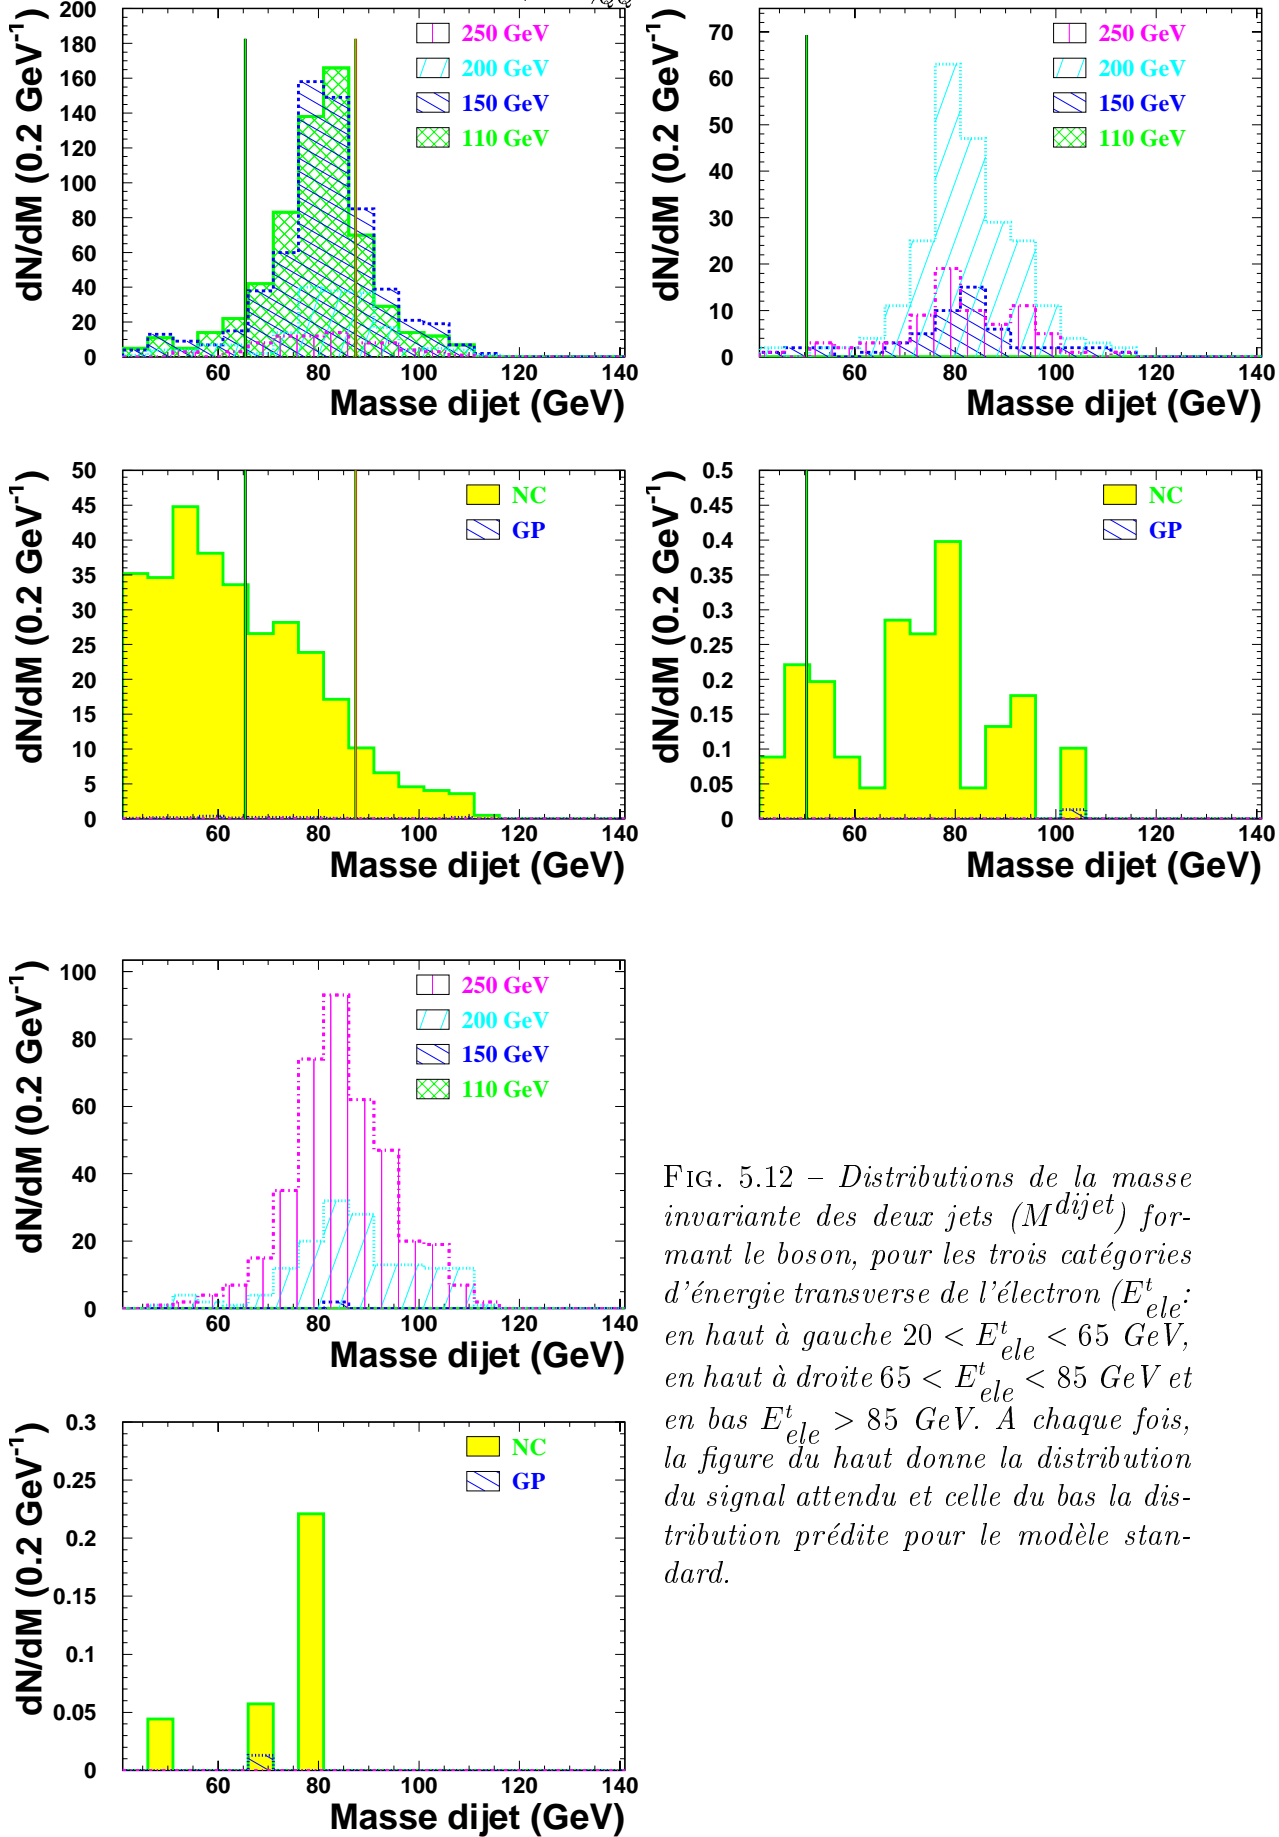 dN/dM (0.2 GeV⁻¹)
200
180
160
140
120
100
80
60
40
20
0
250 GeV
200 GeV
150 GeV
110 GeV
60 80 100 120 140
Masse dijet (GeV)
dN/dM (0.2 GeV⁻¹)
70
60
50
40
30
20
10
0
250 GeV
200 GeV
150 GeV
110 GeV
60 80 100 120 140
Masse dijet (GeV)
dN/dM (0.2 GeV⁻¹)
50
45
40
35
30
25
20
15
10
5
0
NC
GP
60 80 100 120 140
Masse dijet (GeV)
dN/dM (0.2 GeV⁻¹)
0.5
0.45
0.4
0.35
0.3
0.25
0.2
0.15
0.1
0.05
0
NC
GP
60 80 100 120 140
Masse dijet (GeV)
dN/dM (0.2 GeV⁻¹)
100
80
60
40
20
0
250 GeV
200 GeV
150 GeV
110 GeV
60 80 100 120 140
Masse dijet (GeV)
dN/dM (0.2 GeV⁻¹)
0.3
0.25
0.2
0.15
0.1
0.05
0
NC
GP
60 80 100 120 140
Masse dijet (GeV)
FIG. 5.12 – Distributions de la masse
invariante des deux jets (M^dijet) for-
mant le boson, pour les trois catégories
d'énergie transverse de l'électron (E^t_ele:
en haut à gauche 20 < E^t_ele < 65 GeV,
en haut à droite 65 < E^t_ele < 85 GeV et
en bas E^t_ele > 85 GeV. A chaque fois,
la figure du haut donne la distribution
du signal attendu et celle du bas la dis-
tribution prédite pour le modèle stan-
dard.